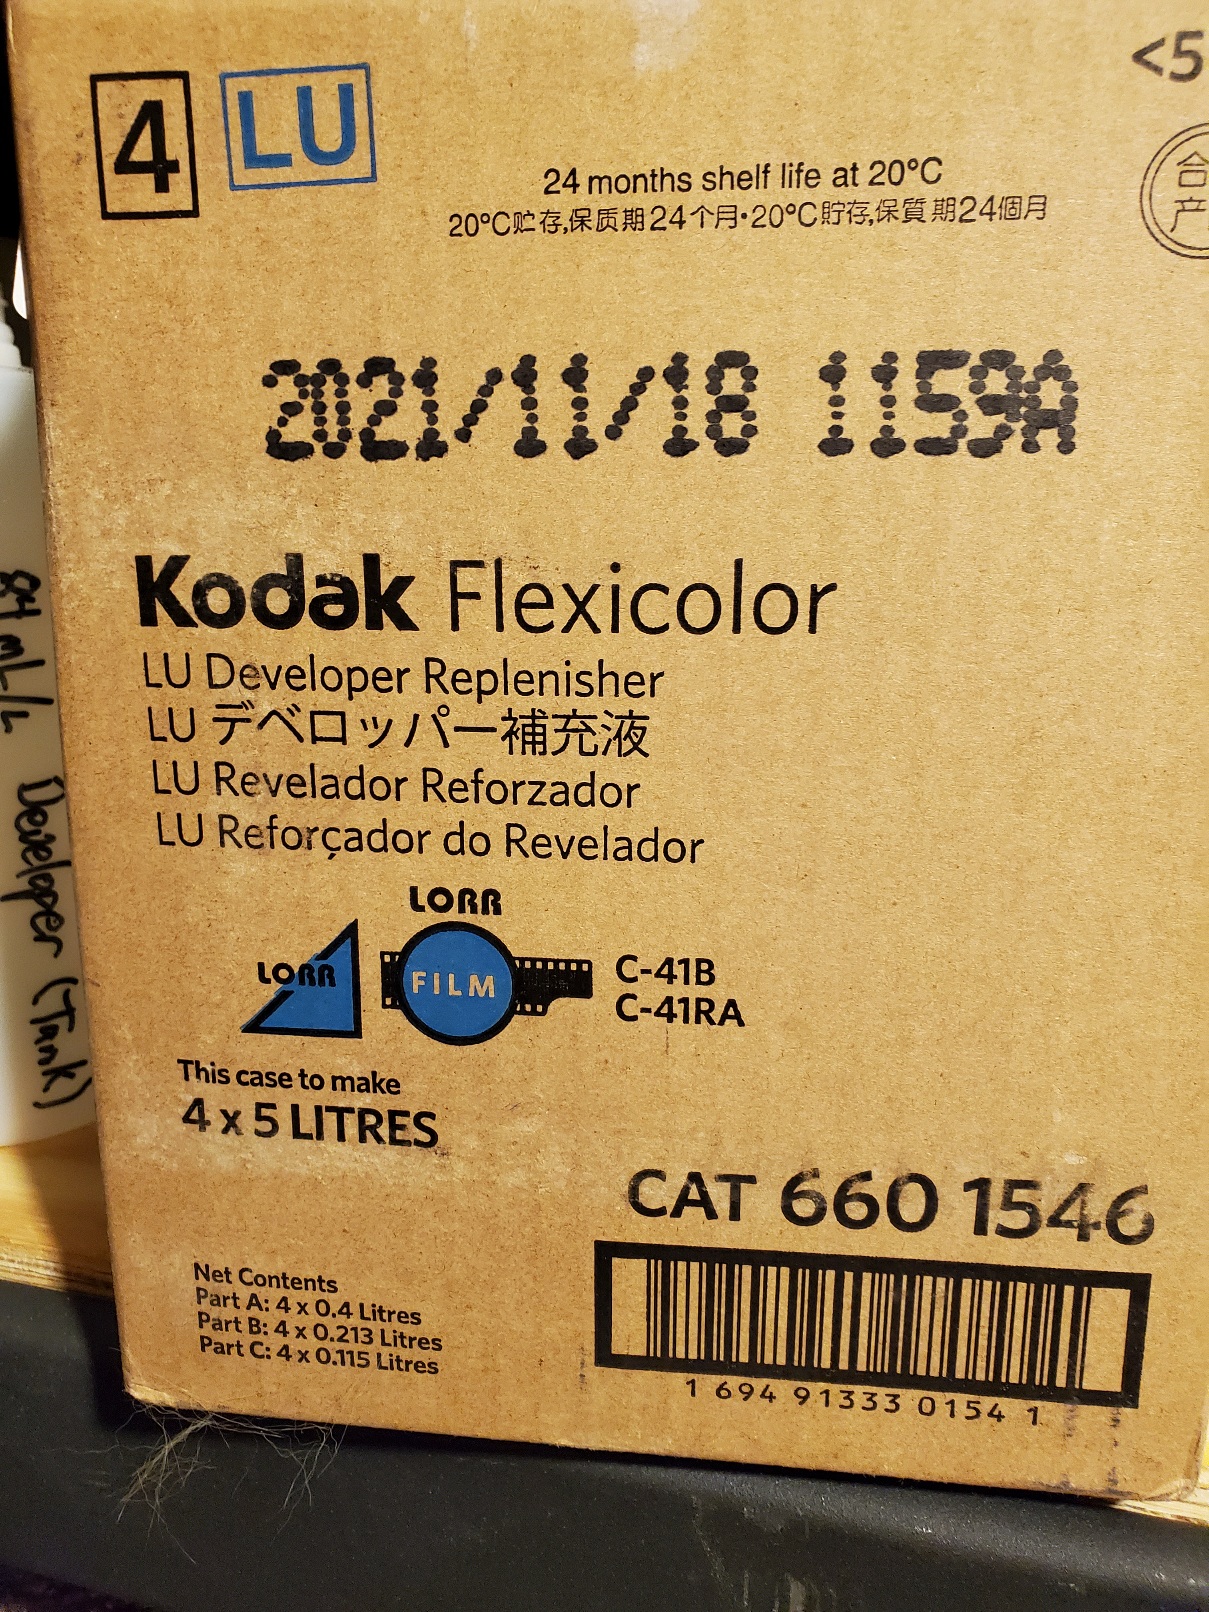 4 LU
<5
24 months shelf life at 20°C
20°C贮存,保质期24个月•20°C貯存,保質期24個月
合
产
2021/11/18 1159A
Kodak Flexicolor
LU Developer Replenisher
LU デベロッパー補充液
LU Revelador Reforzador
LU Reforçador do Revelador
LORR
LORR
FILM
C-41B
C-41RA
This case to make
4 x 5 LITRES
CAT 660 1546
Net Contents
Part A: 4 x 0.4 Litres
Part B: 4 x 0.213 Litres
Part C: 4 x 0.115 Litres
1 694 91333 0154 1
84 mL/L
Developer (Tank)